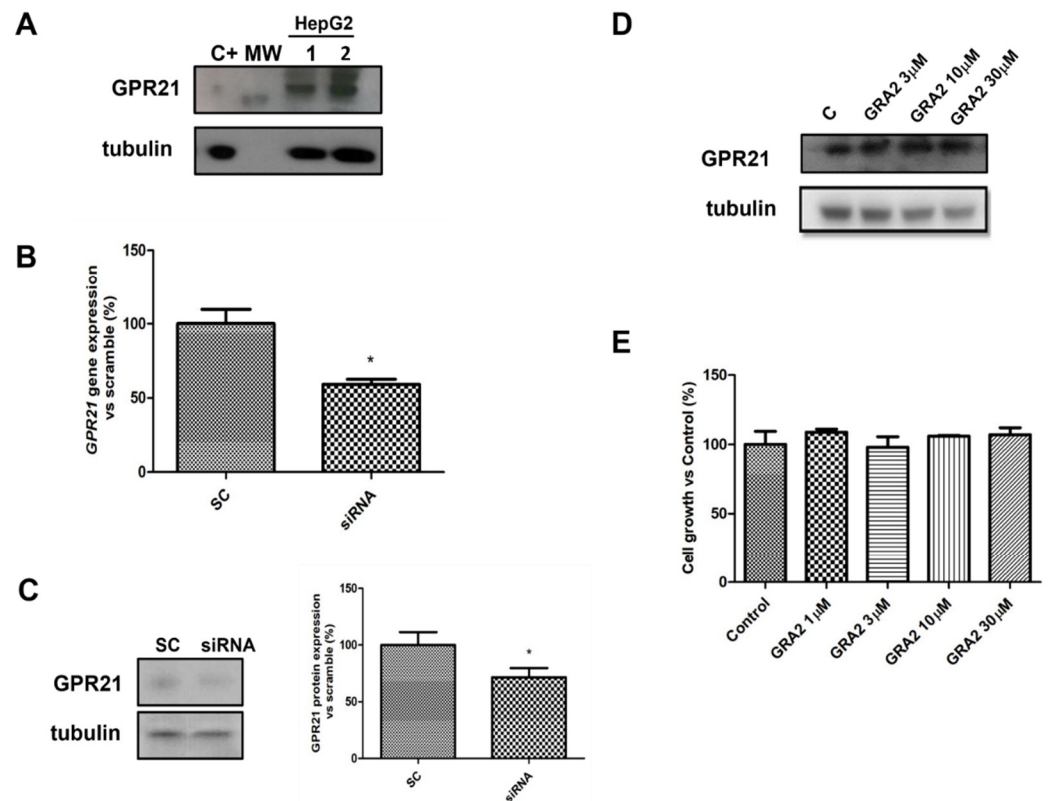 A
HepG2
C+ MW 1 2
GPR21
tubulin
B
GPR21 gene expression
vs scramble (%)
150
100
50
0
SC
siRNA
*
C
SC siRNA
GPR21
tubulin
GPR21 protein expression
vs scramble (%)
150
100
50
0
SC
siRNA
*
D
C
GRA2 3μM
GRA2 10μM
GRA2 30μM
GPR21
tubulin
E
Cell growth vs Control (%)
150
100
50
0
Control
GRA2 1μM
GRA2 3μM
GRA2 10μM
GRA2 30μM